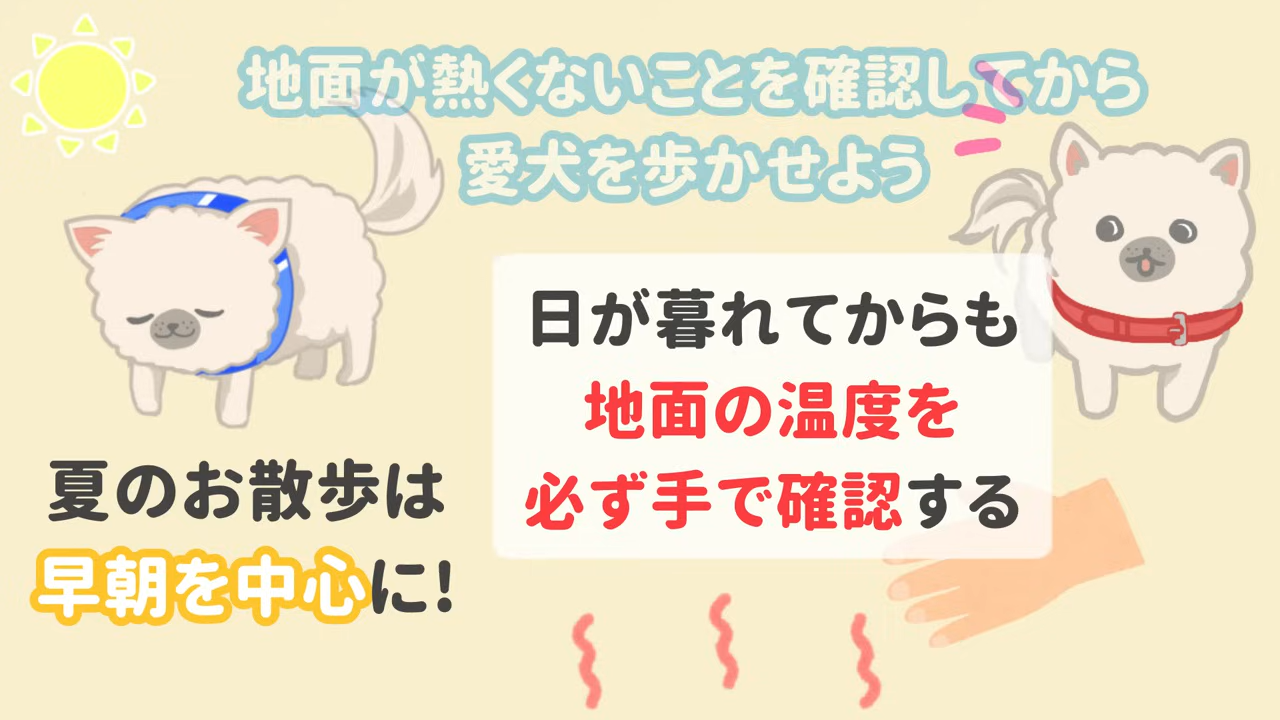 地面が熱くないことを確認してから
愛犬を歩かせよう
日が暮れてからも
地面の温度を
必ず手で確認する
夏のお散歩は
早朝を中心に!